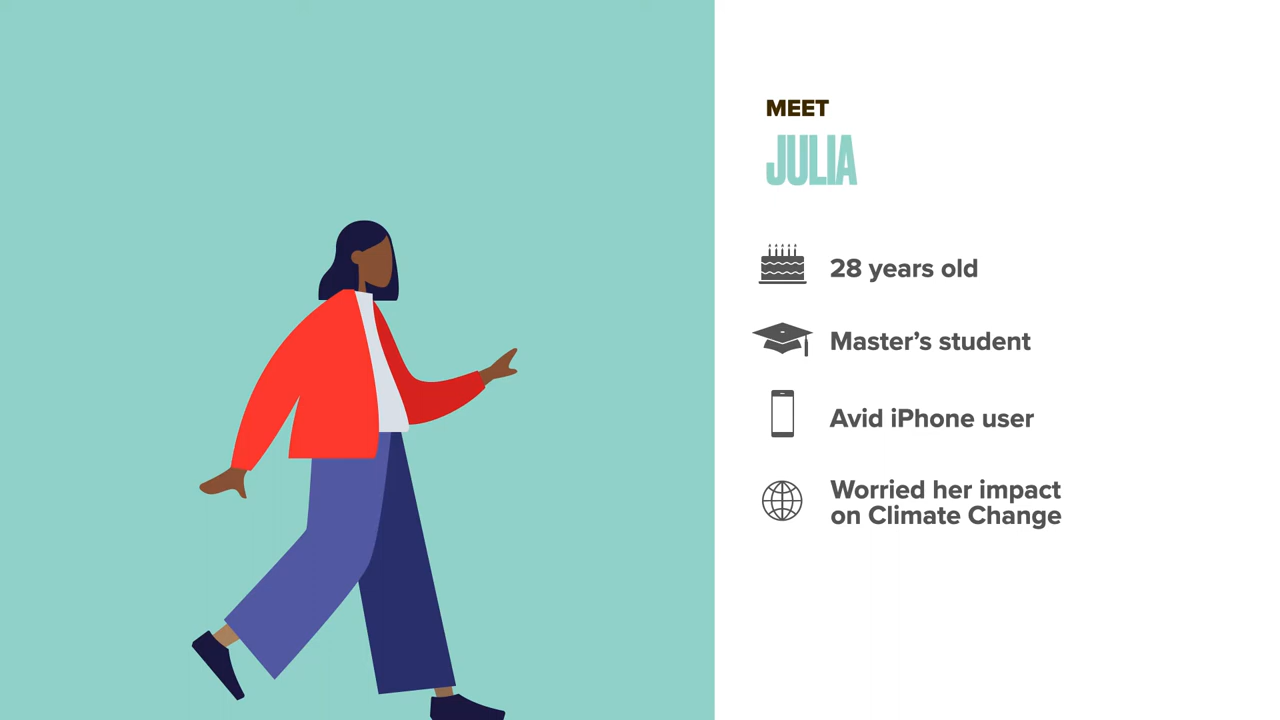 MEET
JULIA
28 years old
Master’s student
Avid iPhone user
Worried her impact
on Climate Change